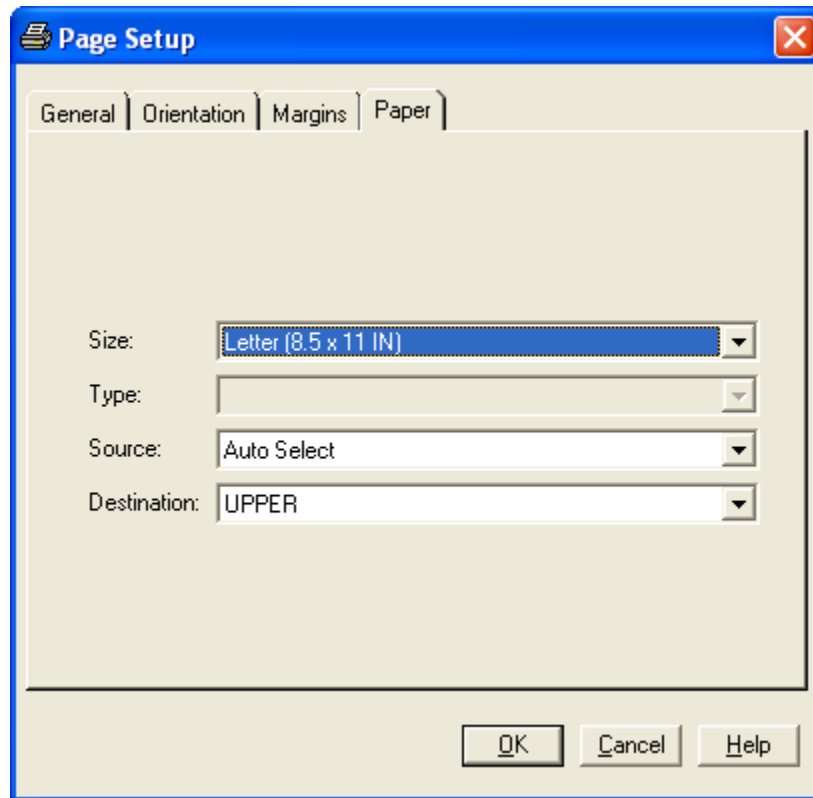 Page Setup
General Orientation Margins Paper
Size: Letter (8.5 x 11 IN)
Type:
Source: Auto Select
Destination: UPPER
OK Cancel Help